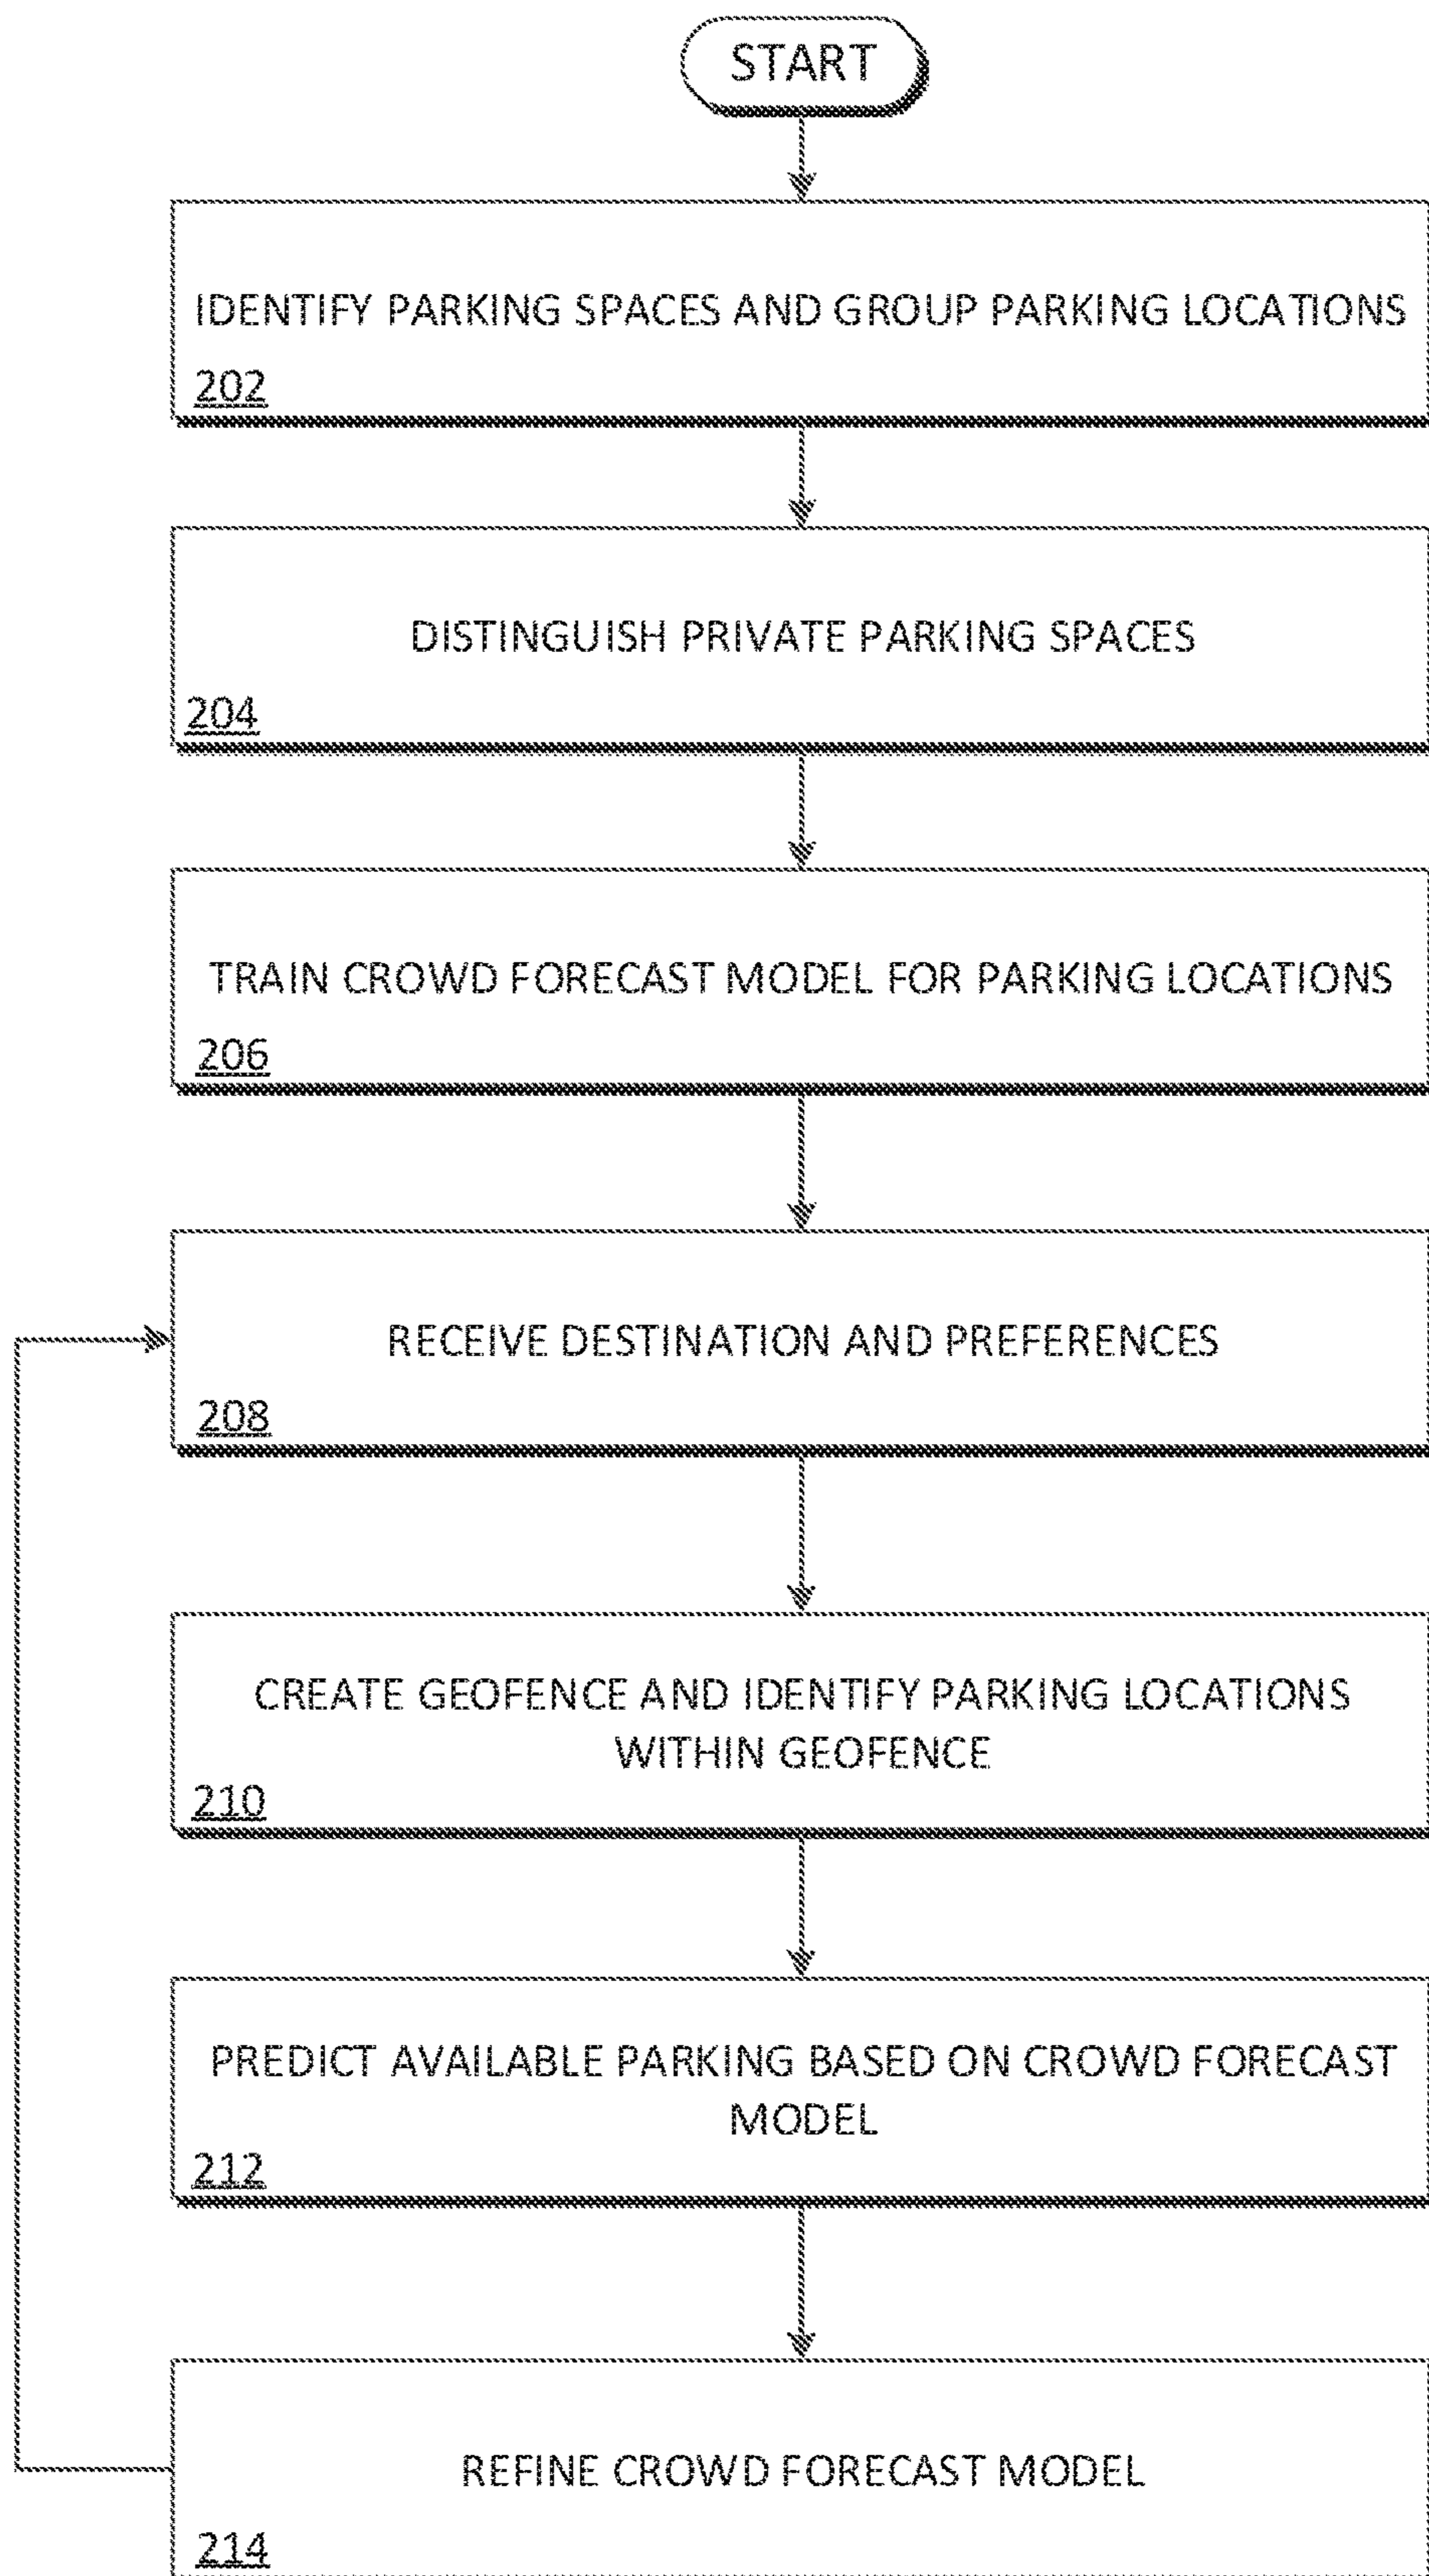 START
IDENTIFY PARKING SPACES AND GROUP PARKING LOCATIONS
202
DISTINGUISH PRIVATE PARKING SPACES
204
TRAIN CROWD FORECAST MODEL FOR PARKING LOCATIONS
206
RECEIVE DESTINATION AND PREFERENCES
208
CREATE GEOFENCE AND IDENTIFY PARKING LOCATIONS
WITHIN GEOFENCE
210
PREDICT AVAILABLE PARKING BASED ON CROWD FORECAST
MODEL
212
REFINE CROWD FORECAST MODEL
214